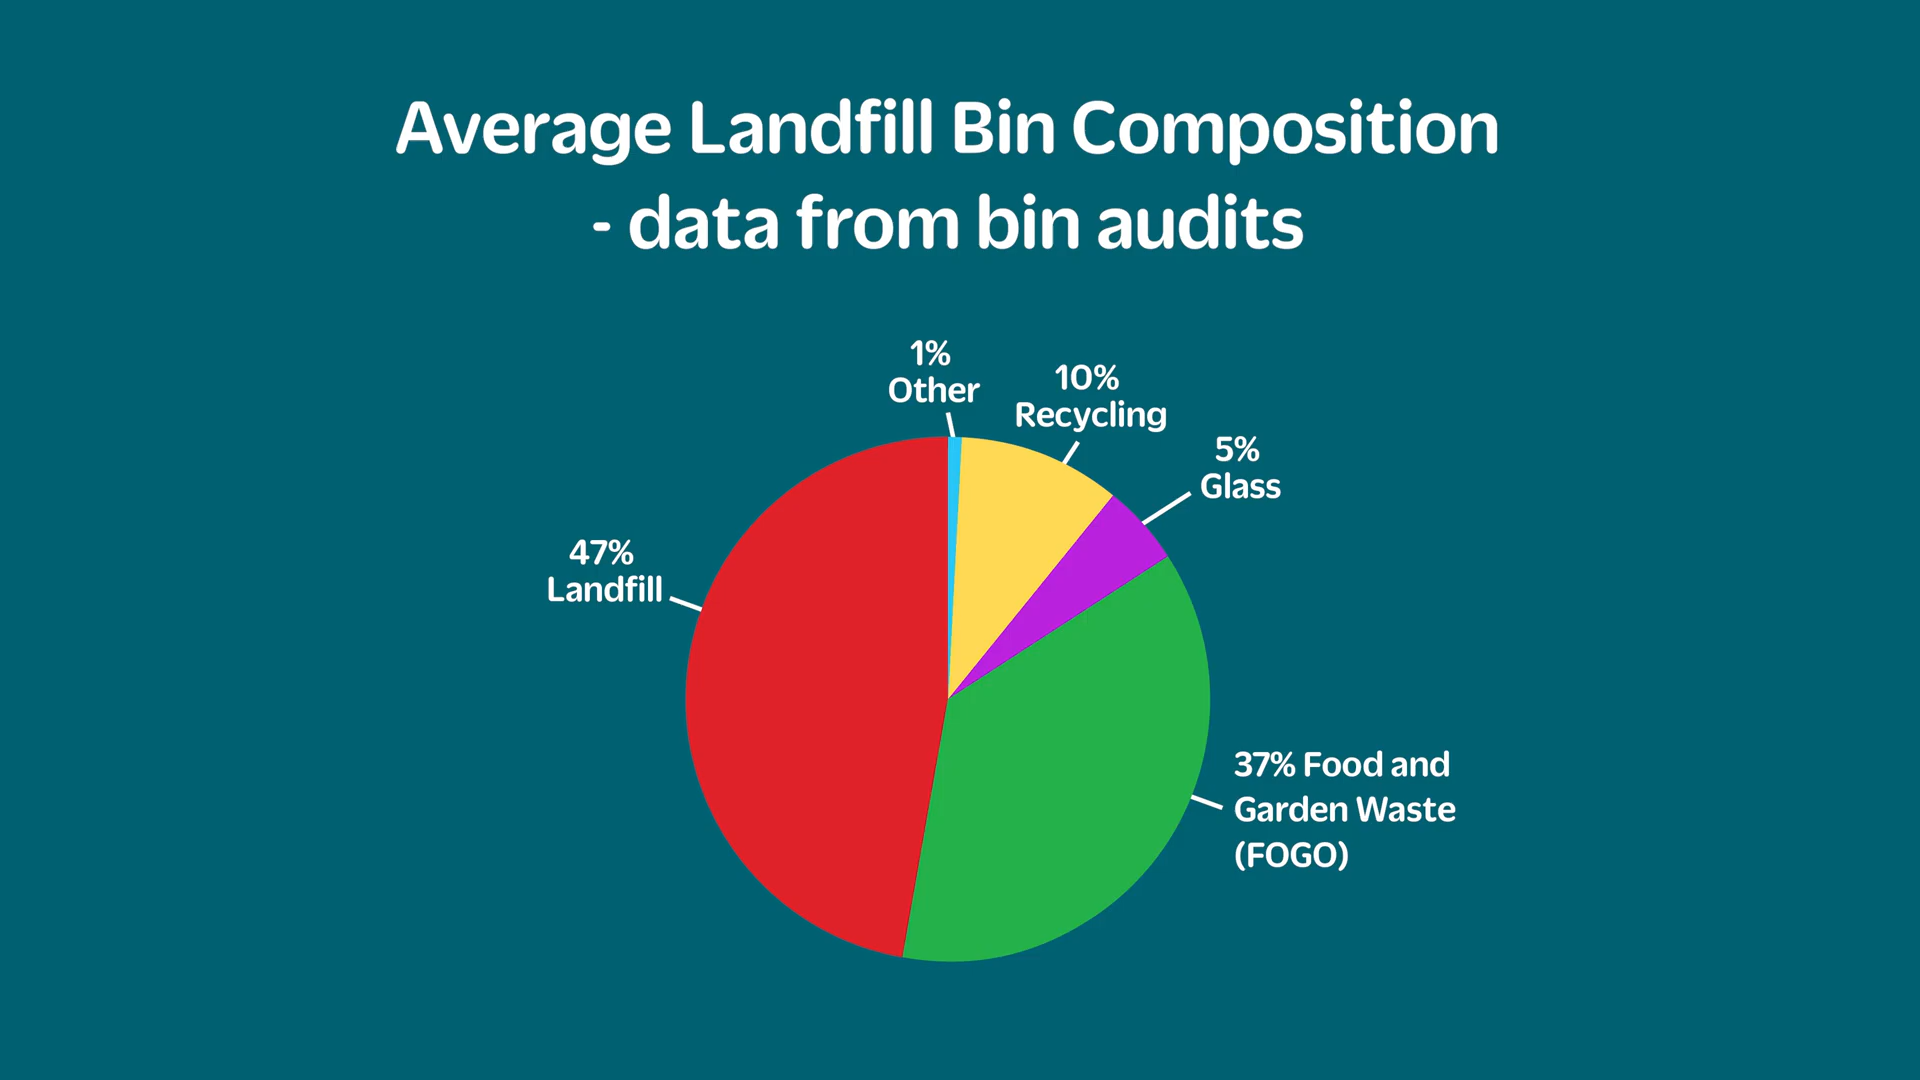 Average Landfill Bin Composition
- data from bin audits
1%
Other
10%
Recycling
5%
Glass
47%
Landfill
37% Food and
Garden Waste
(FOGO)